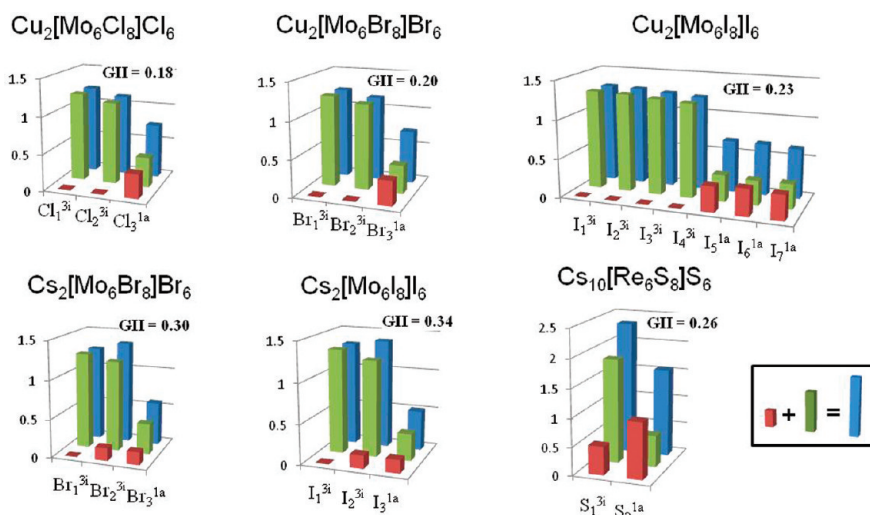 Cu2[Mo6Cl8]Cl6
GII = 0.18
1.5
1
0.5
0
Cl1 3i Cl2 3i Cl3 1a
Cu2[Mo6Br8]Br6
GII = 0.20
1.5
1
0.5
0
Br1 3i Br2 3i Br3 1a
Cu2[Mo6I8]I6
GII = 0.23
1.5
1
0.5
0
I1 3i I2 3i I3 3i I4 3i I5 1a I6 1a I7 1a
Cs2[Mo6Br8]Br6
GII = 0.30
1.5
1
0.5
0
Br1 3i Br2 3i Br3 1a
Cs2[Mo6I8]I6
GII = 0.34
1.5
1
0.5
0
I1 3i I2 3i I3 1a
Cs10[Re6S8]S6
GII = 0.26
2.5
2
1.5
1
0.5
0
S1 3i S2 1a
+ =